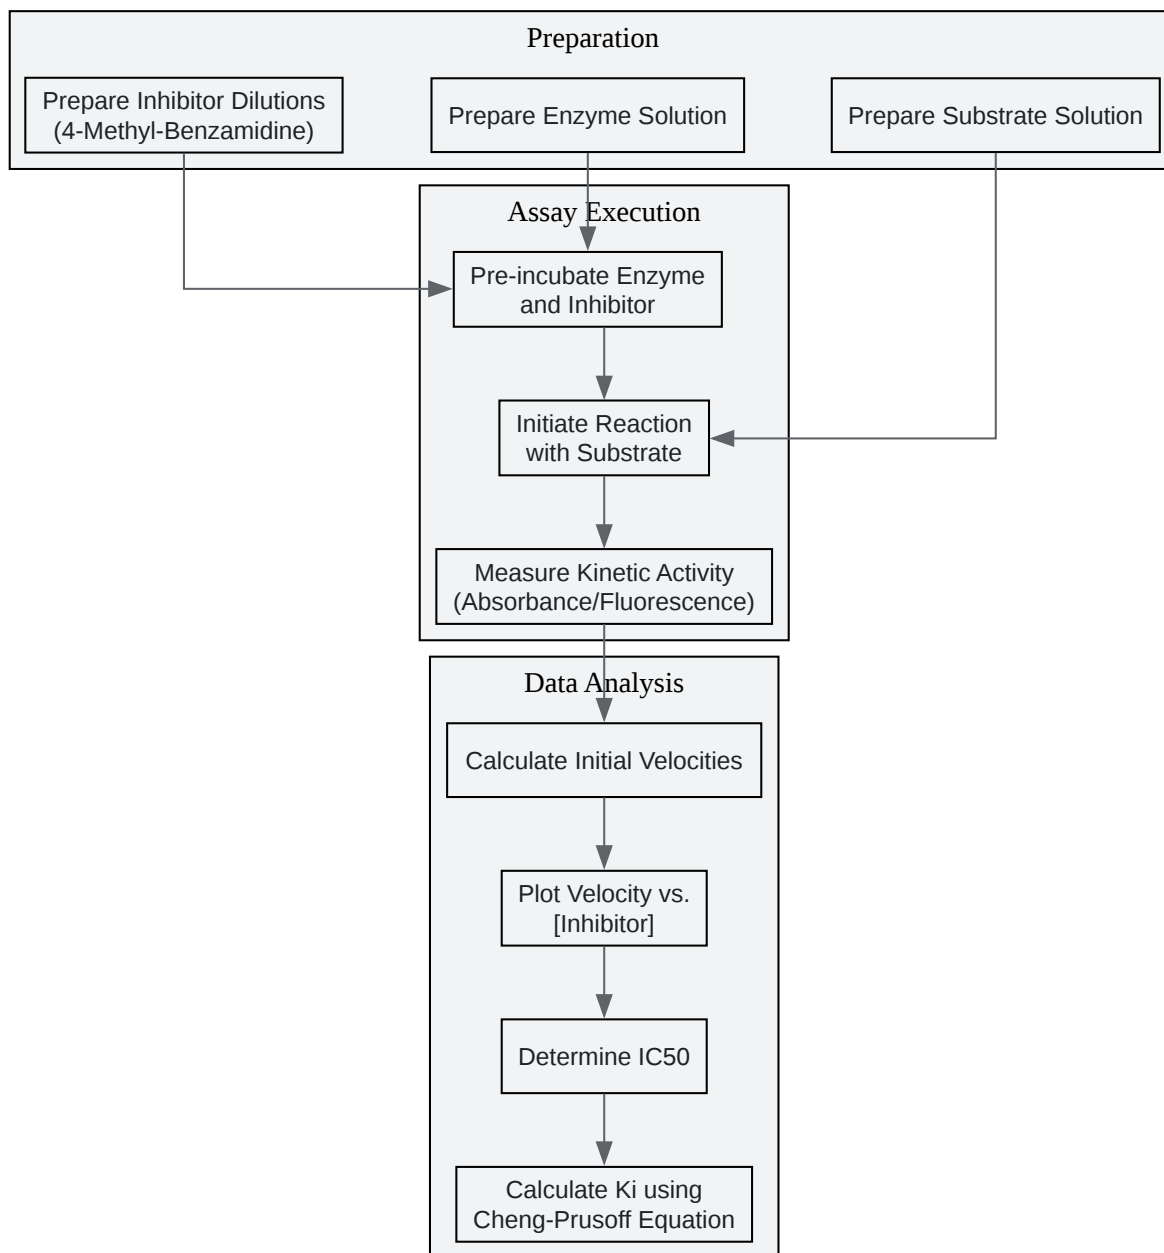 Preparation
Prepare Inhibitor Dilutions
(4-Methyl-Benzamidine)
Prepare Enzyme Solution
Prepare Substrate Solution
Assay Execution
Pre-incubate Enzyme
and Inhibitor
Initiate Reaction
with Substrate
Measure Kinetic Activity
(Absorbance/Fluorescence)
Data Analysis
Calculate Initial Velocities
Plot Velocity vs.
[Inhibitor]
Determine IC50
Calculate Ki using
Cheng-Prusoff Equation